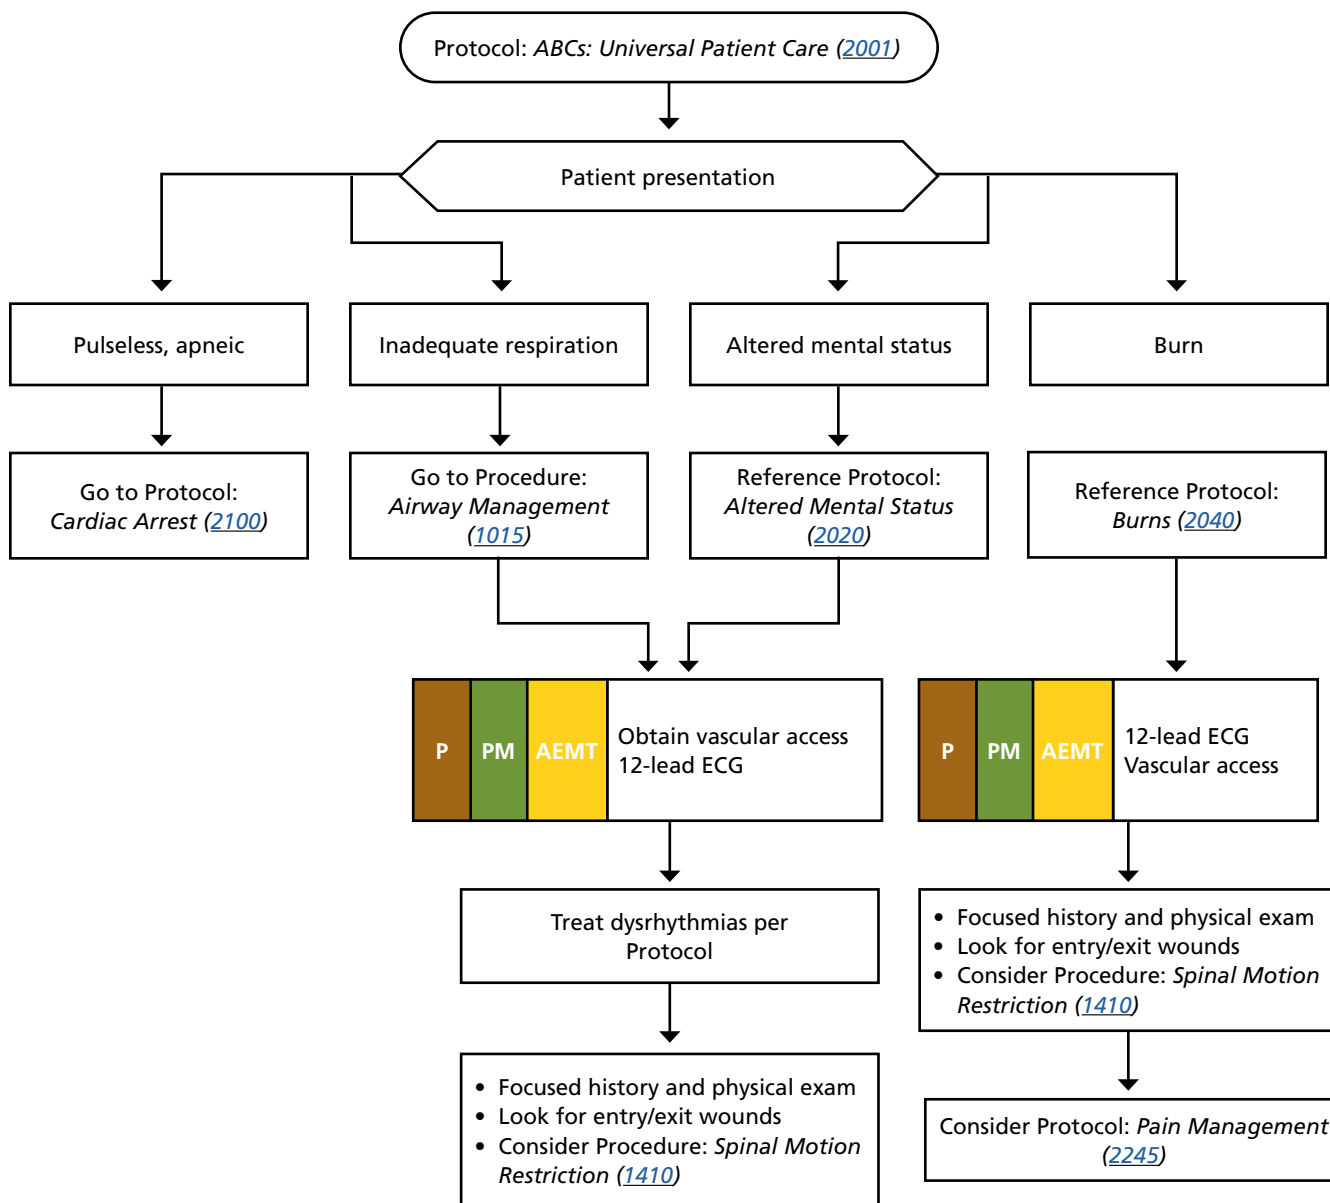 Protocol: ABCs: Universal Patient Care (2001)
Patient presentation
Pulseless, apneic
Inadequate respiration
Altered mental status
Burn
Go to Protocol:
Cardiac Arrest (2100)
Go to Procedure:
Airway Management
(1015)
Reference Protocol:
Altered Mental Status
(2020)
Reference Protocol:
Burns (2040)
P PM AEMT
Obtain vascular access
12-lead ECG
P PM AEMT
12-lead ECG
Vascular access
Treat dysrhythmias per
Protocol
• Focused history and physical exam
• Look for entry/exit wounds
• Consider Procedure: Spinal Motion
Restriction (1410)
• Focused history and physical exam
• Look for entry/exit wounds
• Consider Procedure: Spinal Motion
Restriction (1410)
Consider Protocol: Pain Management
(2245)